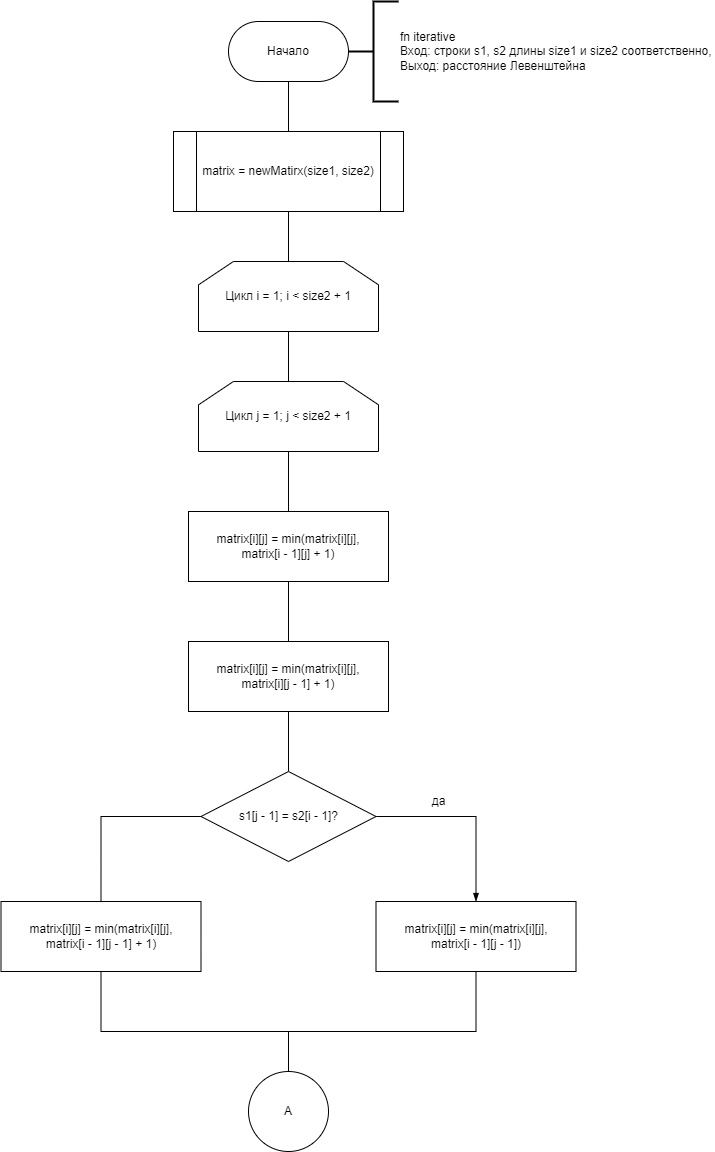 Начало
fn iterative
Вход: строки s1, s2 длины size1 и size2 соответственно,
Выход: расстояние Левенштейна
matrix = newMatirx(size1, size2)
Цикл i = 1; i < size2 + 1
Цикл j = 1; j < size2 + 1
matrix[i][j] = min(matrix[i][j],
matrix[i - 1][j] + 1)
matrix[i][j] = min(matrix[i][j],
matrix[i][j - 1] + 1)
s1[j - 1] = s2[i - 1]?
да
matrix[i][j] = min(matrix[i][j],
matrix[i - 1][j - 1] + 1)
matrix[i][j] = min(matrix[i][j],
matrix[i - 1][j - 1])
A